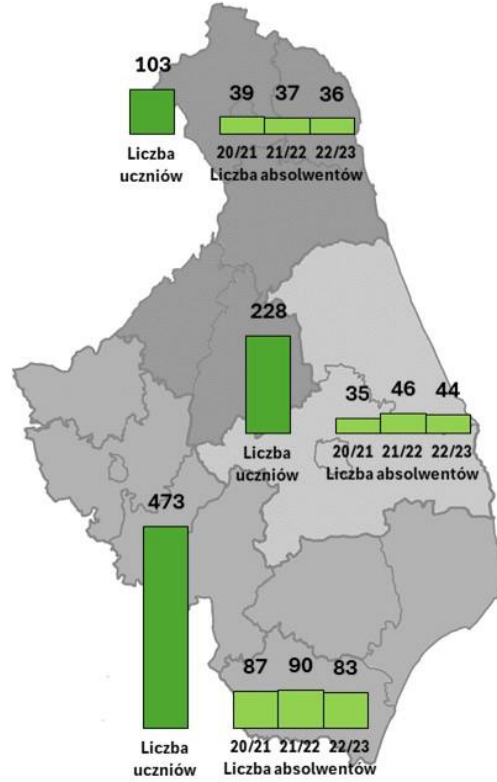 103
39 37 36
20/21 21/22 22/23
Liczba uczniów
Liczba absolwentów
228
35 46 44
20/21 21/22 22/23
Liczba uczniów
Liczba absolwentów
473
87 90 83
20/21 21/22 22/23
Liczba uczniów
Liczba absolwentów